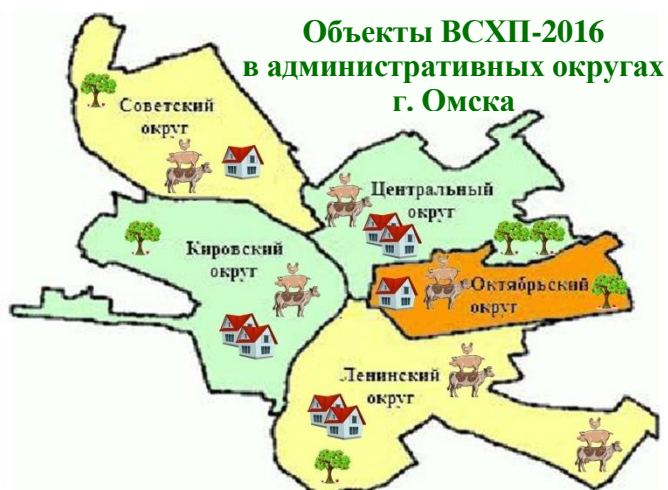 Объекты ВСХП-2016
в административных округах
г. Омска
Советский
округ
Центральный
округ
Кировский
округ
Октябрьский
округ
Ленинский
округ